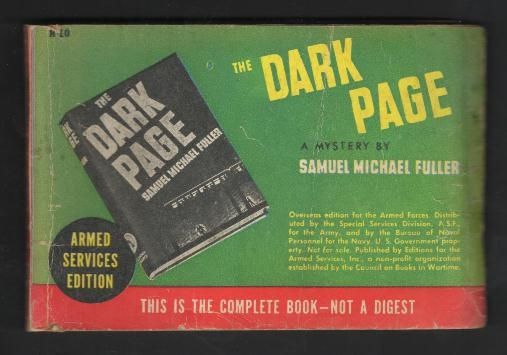 R-10
THE DARK
PAGE
A MYSTERY BY
SAMUEL MICHAEL FULLER
THE
DARK
PAGE
SAMUEL MICHAEL FULLER
Overseas edition for the Armed Forces. Distrib-
uted by the Special Services Division, A.S.F.,
for the Army, and by the Bureau of Naval
Personnel for the Navy. U. S. Government prop-
erty. Not for sale. Published by Editions for the
Armed Services, Inc., a non-profit organization
established by the Council on Books in Wartime.
ARMED
SERVICES
EDITION
THIS IS THE COMPLETE BOOK—NOT A DIGEST